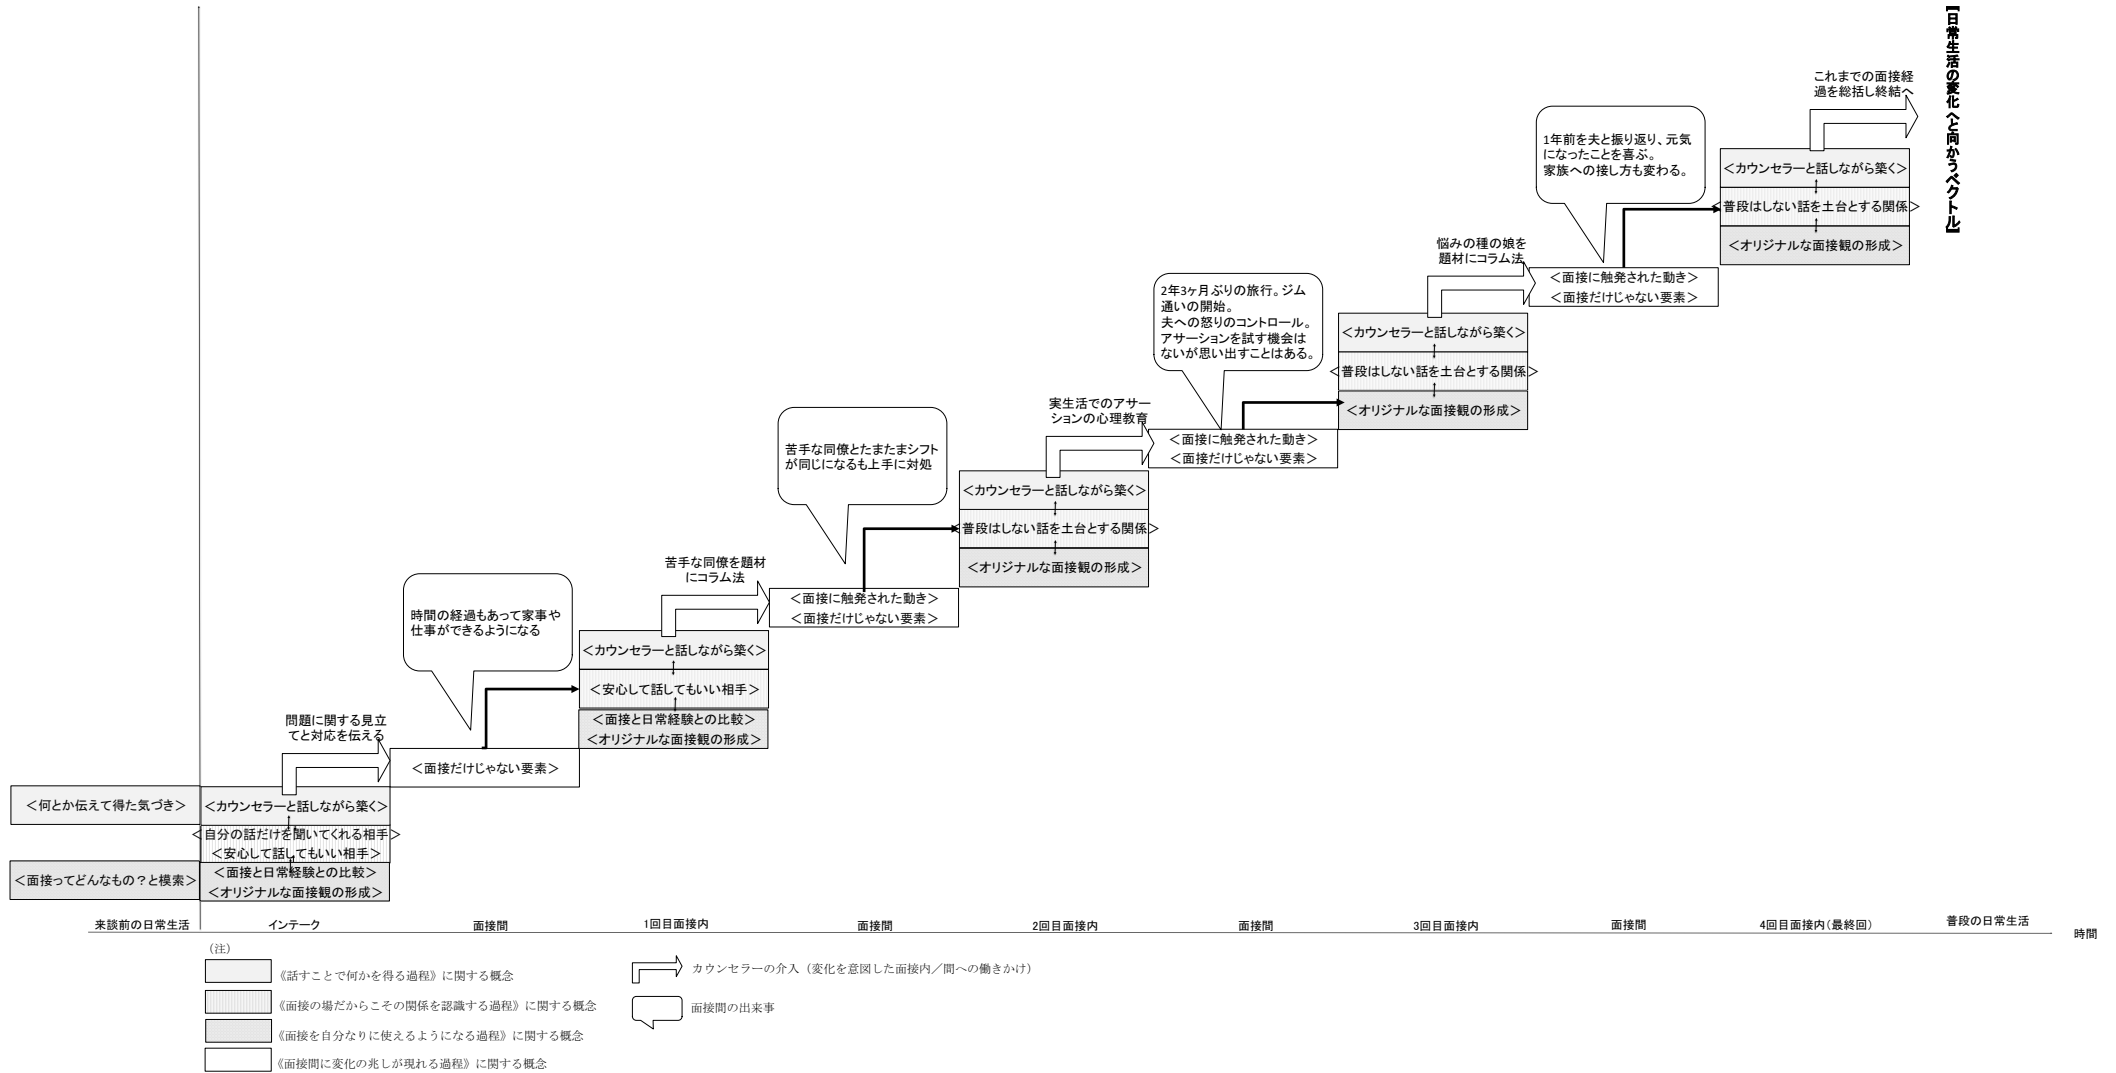 【日常生活の変化へと向かうベクトル】
これまでの面接経
過を総括し終結へ
1年前を夫と振り返り、元気
になったことを喜ぶ。
家族への接し方も変わる。
＜カウンセラーと話しながら築く＞
＜普段はしない話を土台とする関係＞
＜オリジナルな面接観の形成＞
悩みの種の娘を
題材にコラム法
＜面接に触発された動き＞
＜面接だけじゃない要素＞
2年3ヶ月ぶりの旅行。ジム
通いの開始。
夫への怒りのコントロール。
アサーションを試す機会は
ないが思い出すことはある。
＜カウンセラーと話しながら築く＞
＜普段はしない話を土台とする関係＞
＜オリジナルな面接観の形成＞
実生活でのアサー
ションの心理教育
＜面接に触発された動き＞
＜面接だけじゃない要素＞
苦手な同僚とたまたまシフト
が同じになるも上手に対処
＜カウンセラーと話しながら築く＞
＜普段はしない話を土台とする関係＞
＜オリジナルな面接観の形成＞
苦手な同僚を題材
にコラム法
＜面接に触発された動き＞
＜面接だけじゃない要素＞
時間の経過もあって家事や
仕事ができるようになる
＜カウンセラーと話しながら築く＞
＜安心して話してもいい相手＞
＜面接と日常経験との比較＞
＜オリジナルな面接観の形成＞
問題に関する見立
てと対応を伝える
＜面接だけじゃない要素＞
＜何とか伝えて得た気づき＞
＜カウンセラーと話しながら築く＞
＜自分の話だけを聞いてくれる相手＞
＜安心して話してもいい相手＞
＜面接ってどんなもの？と模索＞
＜面接と日常経験との比較＞
＜オリジナルな面接観の形成＞
来談前の日常生活
インテーク
面接間
1回目面接内
面接間
2回目面接内
面接間
3回目面接内
面接間
4回目面接内（最終回）
普段の日常生活
時間
（注）
《話すことで何かを得る過程》に関する概念
《面接の場だからこその関係を認識する過程》に関する概念
《面接を自分なりに使えるようになる過程》に関する概念
《面接間に変化の兆しが現れる過程》に関する概念
カウンセラーの介入（変化を意図した面接内／間への働きかけ）
面接間の出来事